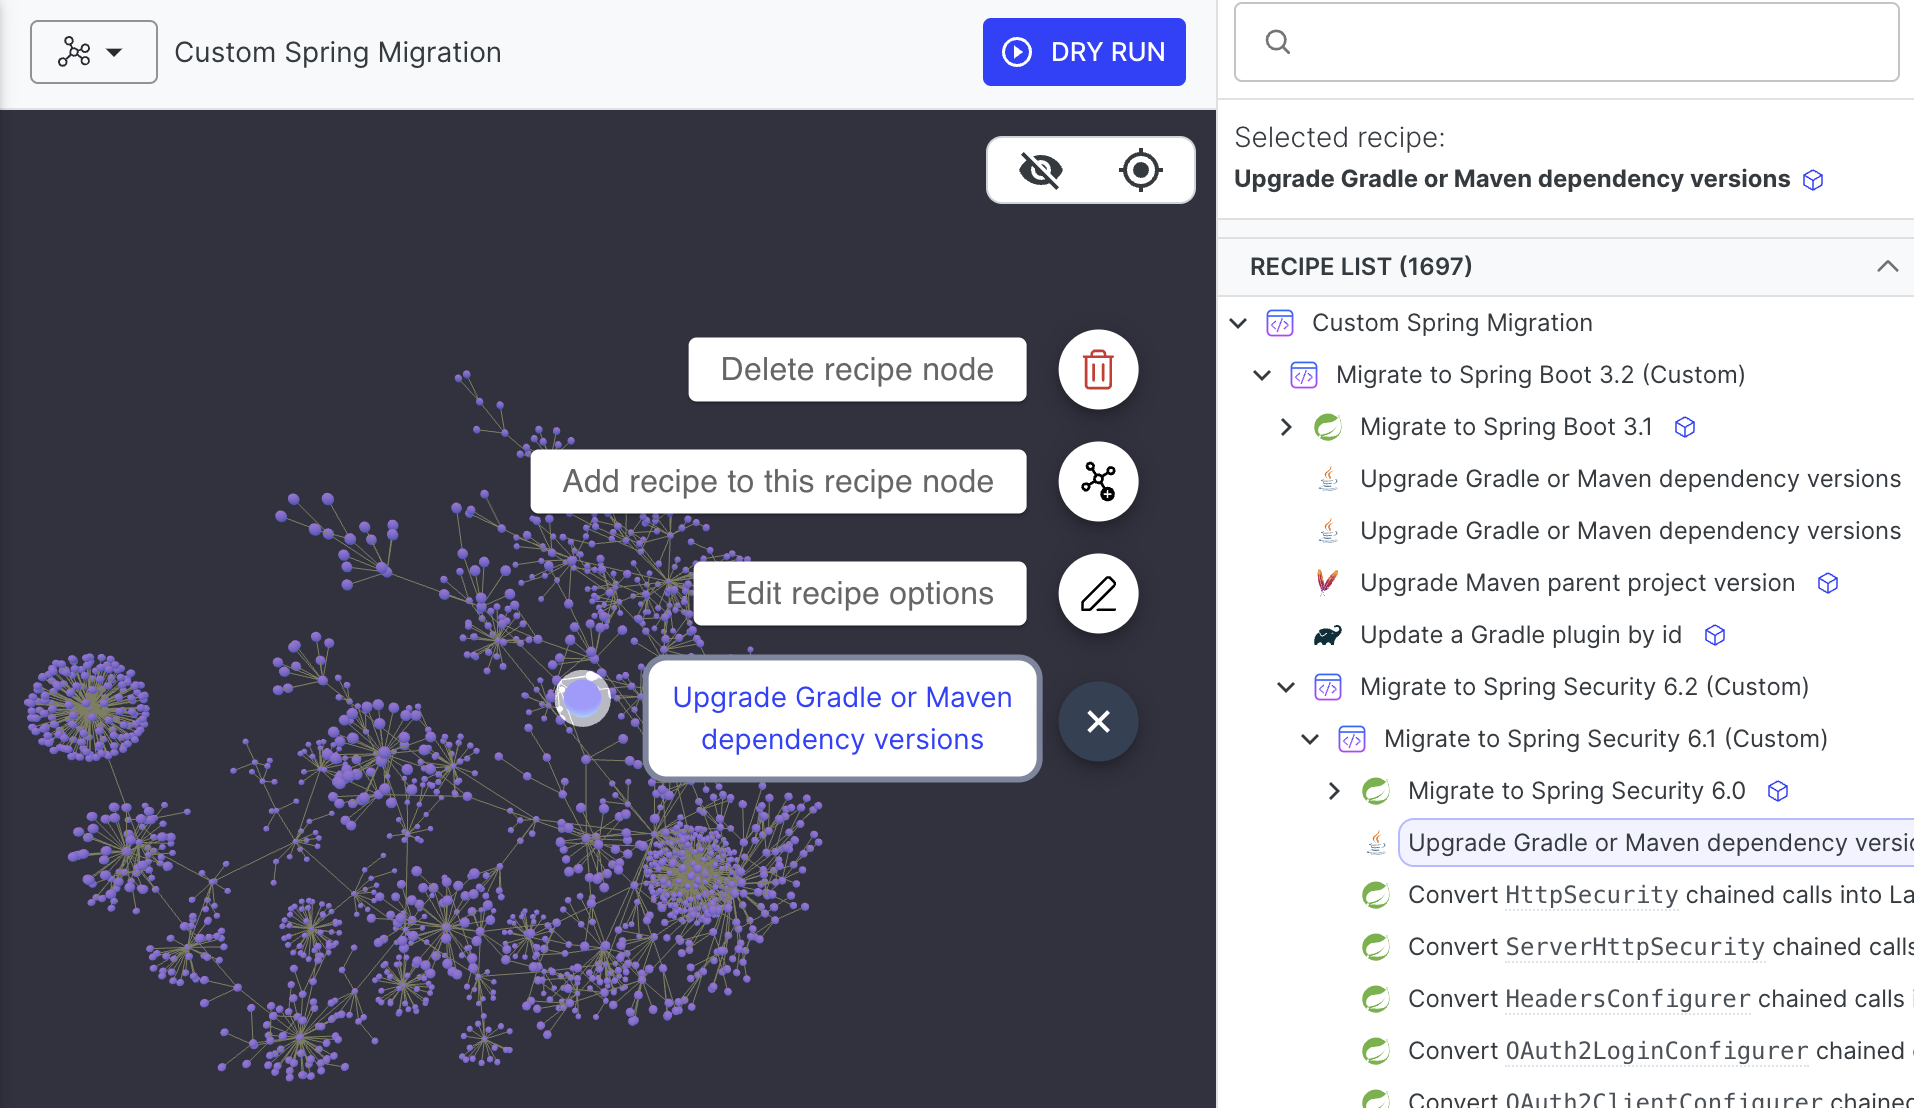 Custom Spring Migration
DRY RUN
Delete recipe node
Add recipe to this recipe node
Edit recipe options
Upgrade Gradle or Maven
dependency versions
Selected recipe:
Upgrade Gradle or Maven dependency versions
RECIPE LIST (1697)
Custom Spring Migration
Migrate to Spring Boot 3.2 (Custom)
Migrate to Spring Boot 3.1
Upgrade Gradle or Maven dependency versions
Upgrade Gradle or Maven dependency versions
Upgrade Maven parent project version
Update a Gradle plugin by id
Migrate to Spring Security 6.2 (Custom)
Migrate to Spring Security 6.1 (Custom)
Migrate to Spring Security 6.0
Upgrade Gradle or Maven dependency versio
Convert HttpSecurity chained calls into La
Convert ServerHttpSecurity chained calls
Convert HeadersConfigurer chained calls
Convert OAuth2LoginConfigurer chained
Convert OAuth2ClientConfigurer chained